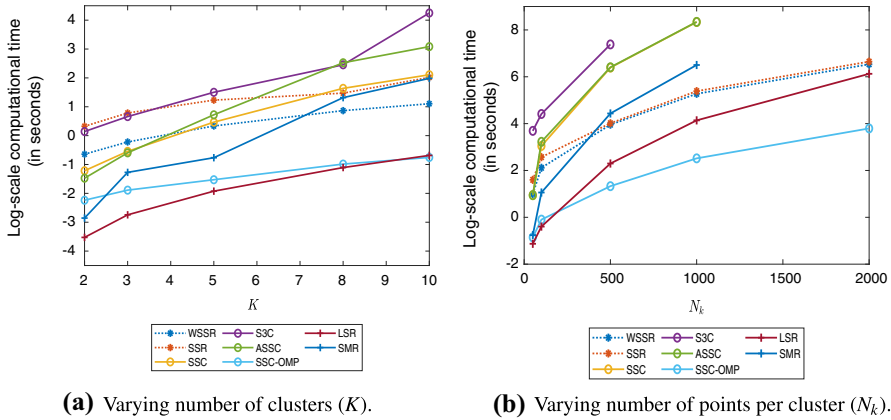 Log-scale computational time
(in seconds)
4
3
2
1
0
-1
-2
-3
-4
2 3 4 5 6 7 8 9 10
K
WSSR S3C LSR
SSR ASSC SMR
SSC SSC-OMP
(a) Varying number of clusters (K).
Log-scale computational time
(in seconds)
8
6
4
2
0
-2
0 500 1000 1500 2000
Nk
WSSR S3C LSR
SSR ASSC SMR
SSC SSC-OMP
(b) Varying number of points per cluster (Nk).